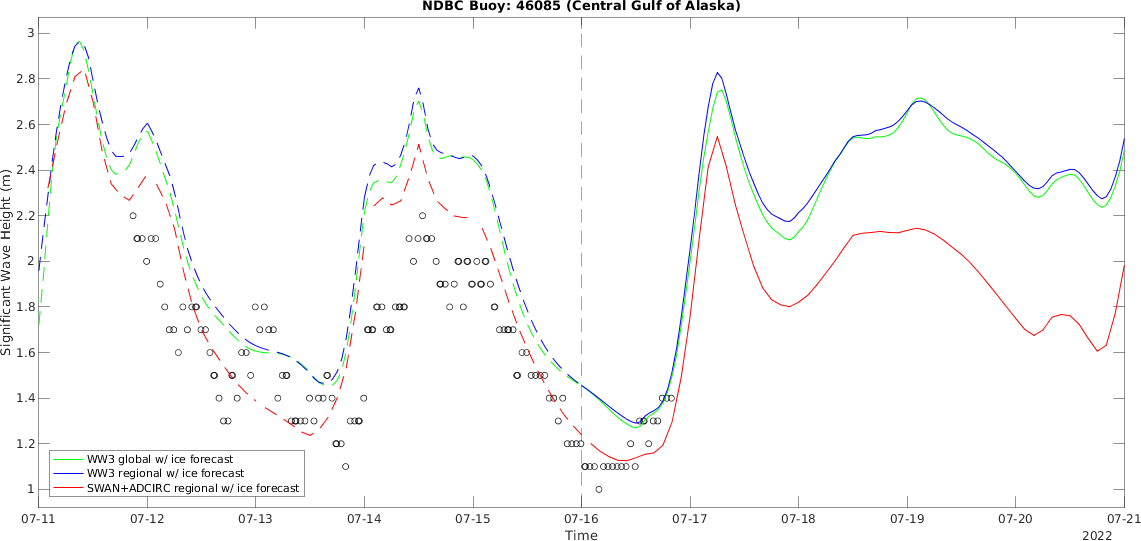 NDBC Buoy: 46085 (Central Gulf of Alaska)
3
2.8
2.6
2.4
2.2
2
1.8
1.6
1.4
1.2
1
Significant Wave Height (m)
WW3 global w/ ice forecast
WW3 regional w/ ice forecast
SWAN+ADCIRC regional w/ ice forecast
07-11 07-12 07-13 07-14 07-15 07-16 07-17 07-18 07-19 07-20 07-21
Time
2022